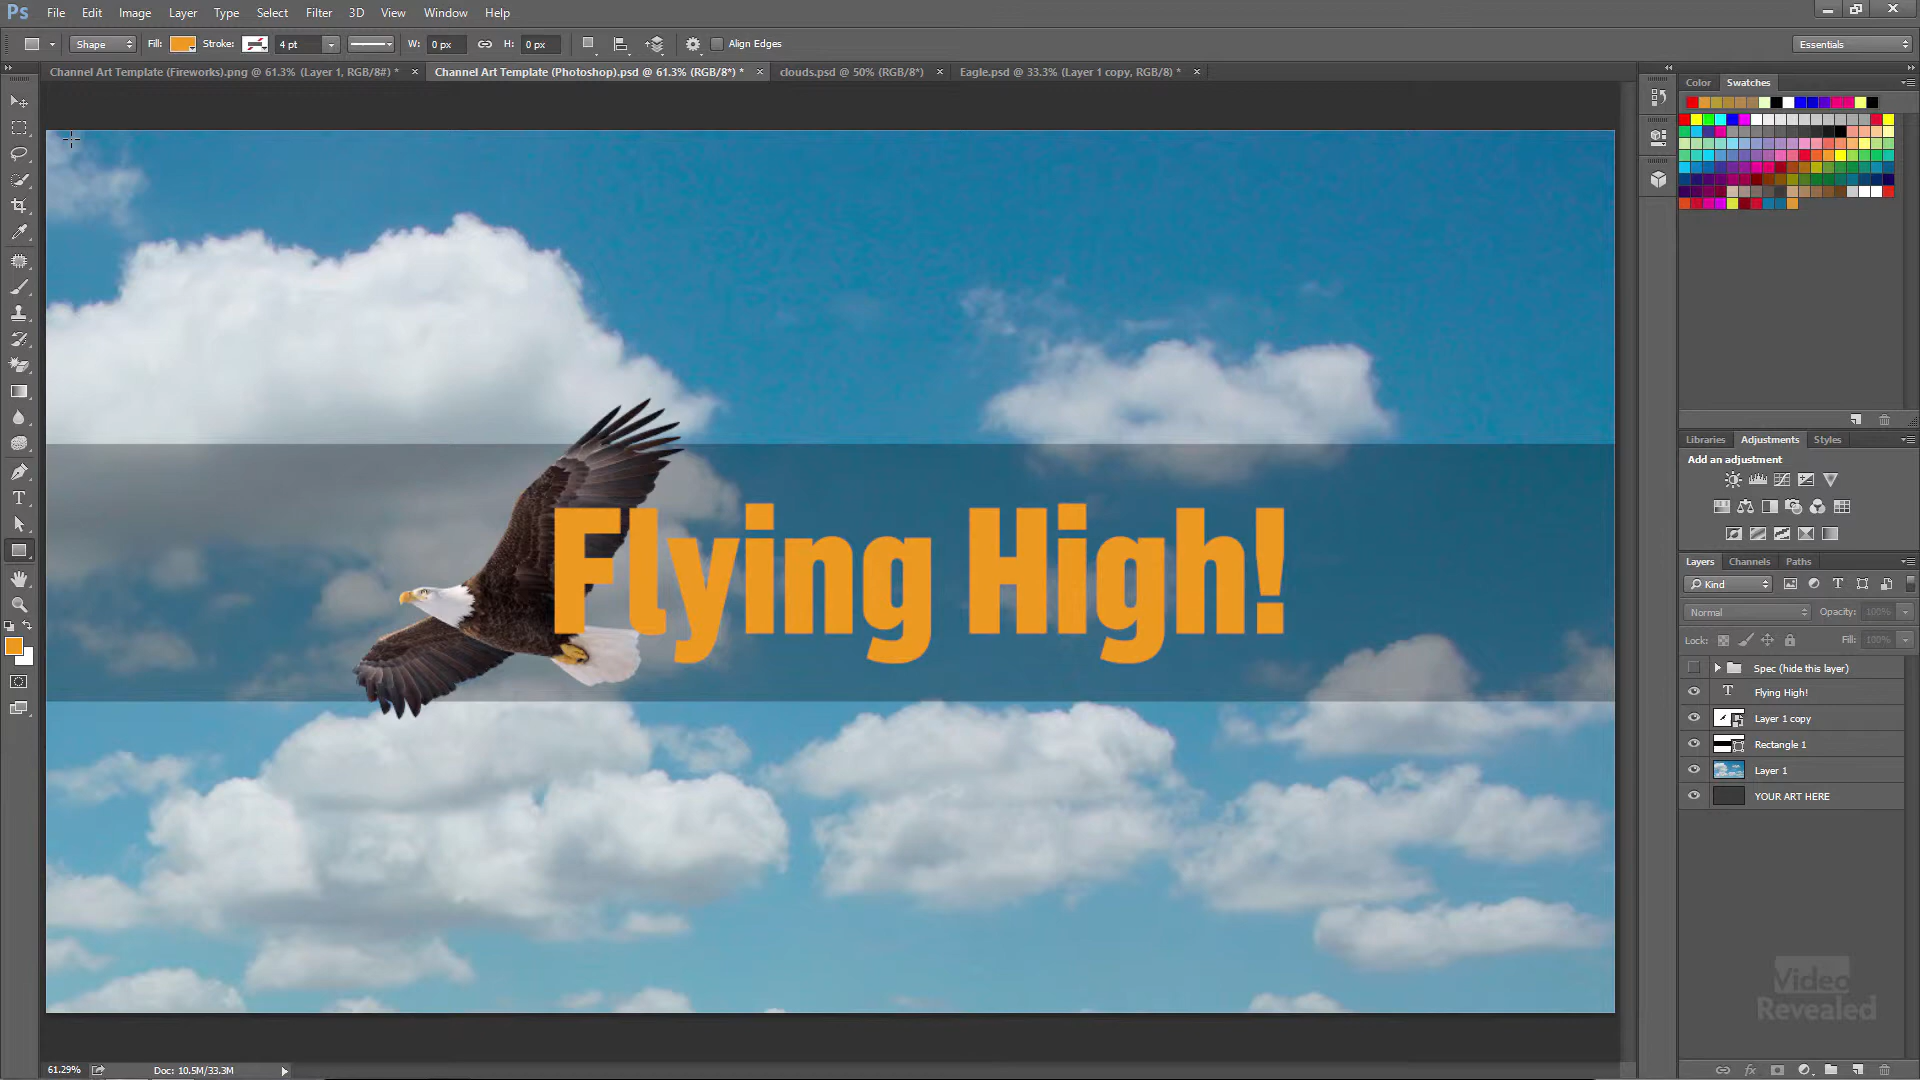 Ps File Edit Image Layer Type Select Filter 3D View Window Help
Shape Fill: Stroke: 4 pt W: 0 px H: 0 px Align Edges Essentials
Channel Art Template (Fireworks).png @ 61.3% (Layer 1, RGB/8#) * × Channel Art Template (Photoshop).psd @ 61.3% (RGB/8*) * × clouds.psd @ 50% (RGB/8*) × Eagle.psd @ 33.3% (Layer 1 copy, RGB/8) * ×
Color Swatches
Flying High!
Libraries Adjustments Styles
Add an adjustment
Layers Channels Paths
Kind T
Normal Opacity: 100%
Lock: Fill: 100%
Spec (hide this layer)
T Flying High!
Layer 1 copy
Rectangle 1
Layer 1
YOUR ART HERE
Video
Revealed
61.29% Doc: 10.5M/33.3M fx